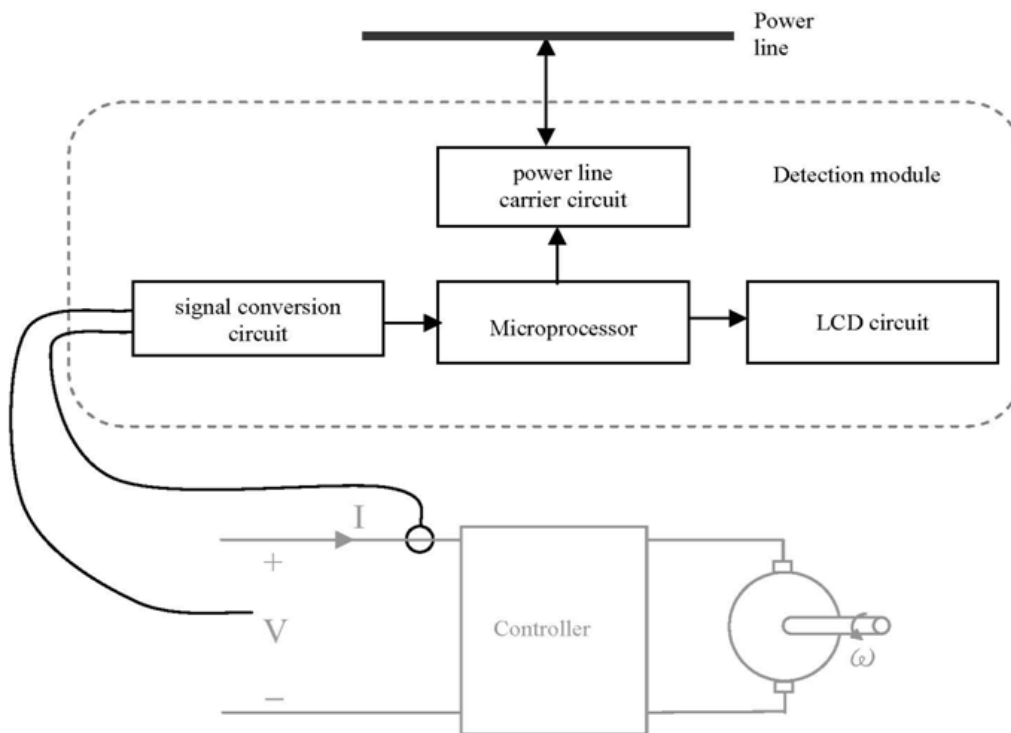 Power
line
power line
carrier circuit
Detection module
signal conversion
circuit
Microprocessor
LCD circuit
I
+
V
Controller
ω
−